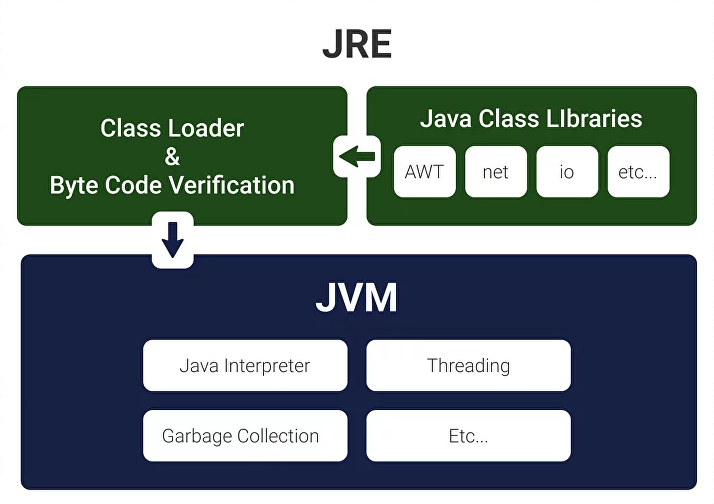 JRE
Class Loader
&
Byte Code Verification
Java Class LIbraries
AWT
net
io
etc...
JVM
Java Interpreter
Threading
Garbage Collection
Etc...